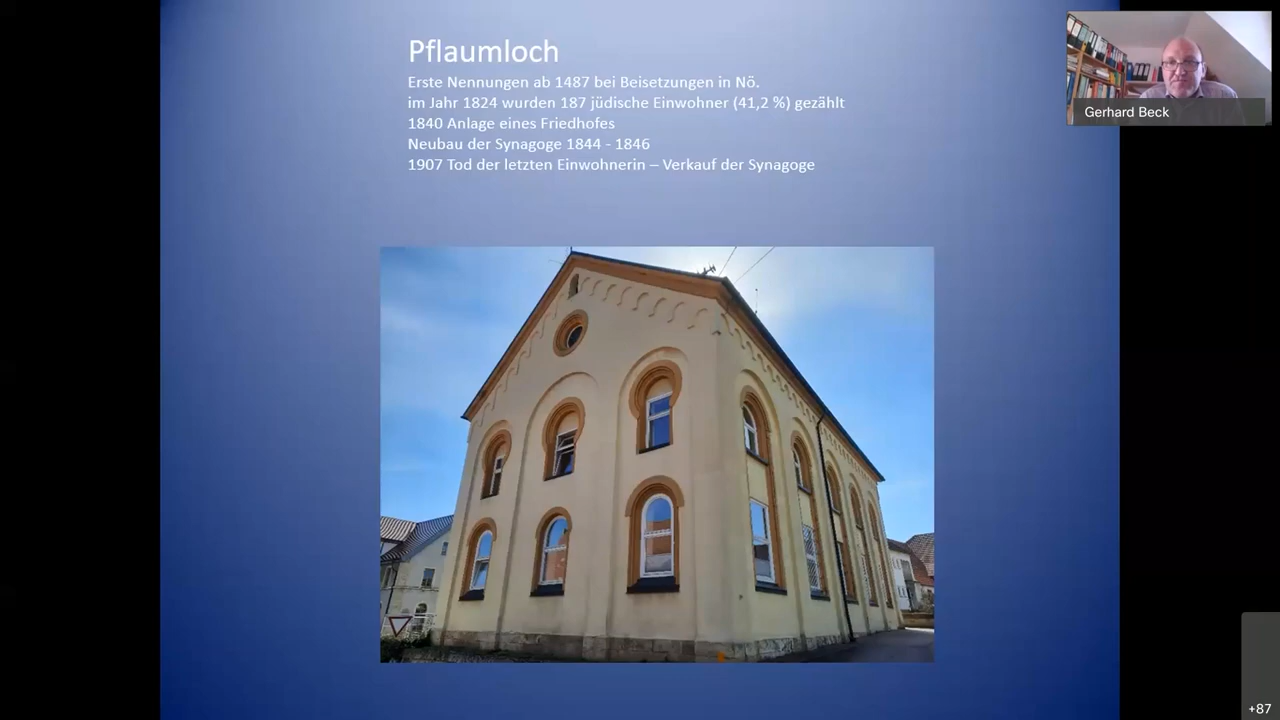 Pflaumloch
Erste Nennungen ab 1487 bei Beisetzungen in Nö.
im Jahr 1824 wurden 187 jüdische Einwohner (41,2 %) gezählt
1840 Anlage eines Friedhofes
Neubau der Synagoge 1844 - 1846
1907 Tod der letzten Einwohnerin – Verkauf der Synagoge
Gerhard Beck
+87